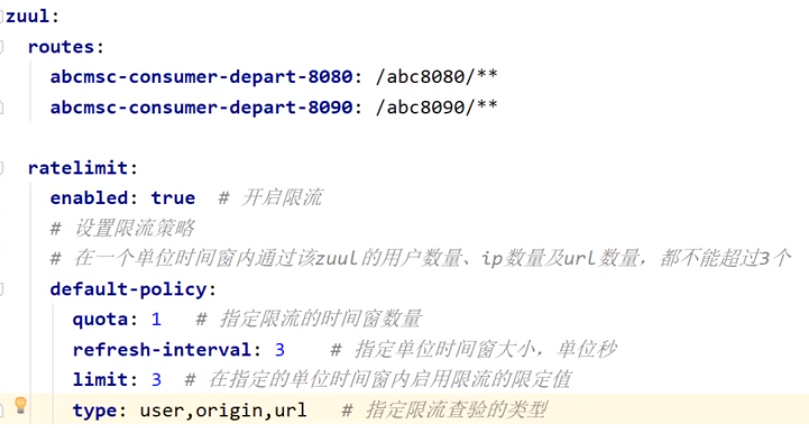 zuul:
routes:
abcmsc-consumer-depart-8080: /abc8080/**
abcmsc-consumer-depart-8090: /abc8090/**
ratelimit:
enabled: true # 开启限流
# 设置限流策略
# 在一个单位时间窗内通过该zuul的用户数量、ip数量及url数量，都不能超过3个
default-policy:
quota: 1 # 指定限流的时间窗数量
refresh-interval: 3 # 指定单位时间窗大小，单位秒
limit: 3 # 在指定的单位时间窗内启用限流的限定值
type: user,origin,url # 指定限流查验的类型